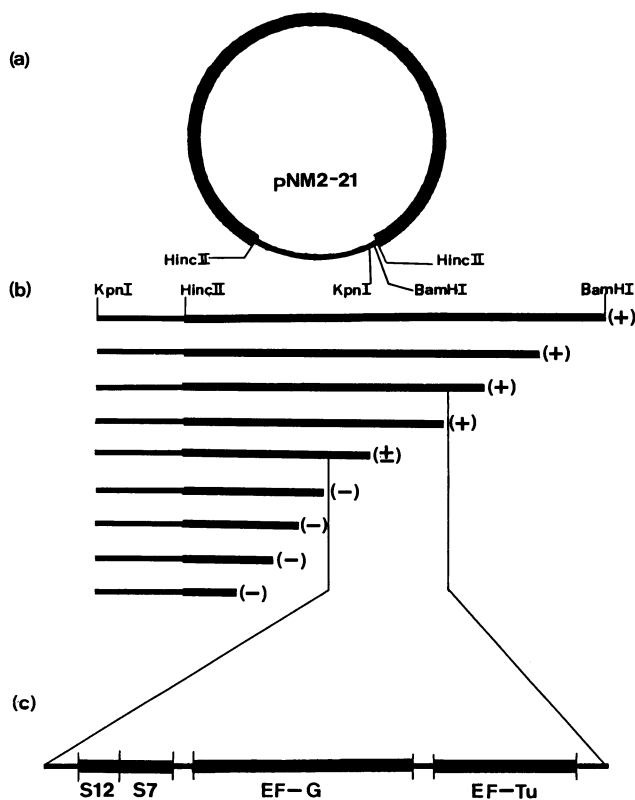 (a)
pNM2-21
HincⅡ
HincⅡ
(b)
KpnⅠ
HincⅡ
KpnⅠ
BamHⅠ
BamHⅠ
(+)
(+)
(+)
(+)
(±)
(−)
(−)
(−)
(−)
(c)
S12 S7 EF-G EF-Tu